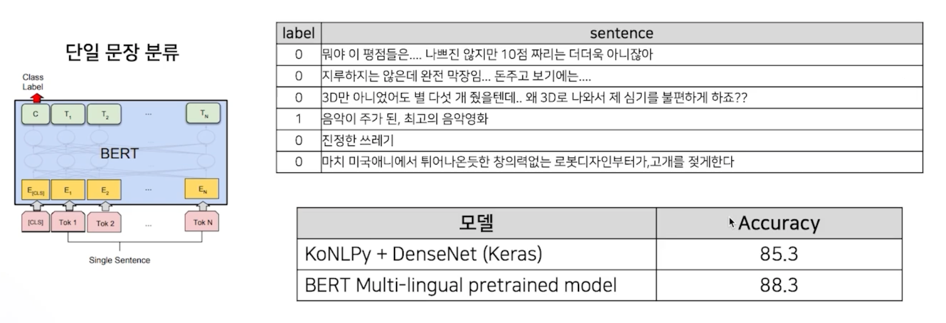 단일 문장 분류
Class
Label
C T1 T2 ... TN
BERT
E[CLS] E1 E2 ... EN
[CLS] Tok 1 Tok 2 ... Tok N
Single Sentence
label sentence
0 뭐야 이 평점들은.... 나쁘진 않지만 10점 짜리는 더더욱 아니잖아
0 지루하지는 않은데 완전 막장임... 돈주고 보기에는....
0 3D만 아니었어도 별 다섯 개 줬을텐데.. 왜 3D로 나와서 제 심기를 불편하게 하죠??
1 음악이 주가 된, 최고의 음악영화
0 진정한 쓰레기
0 마치 미국애니에서 튀어나온듯한 창의력없는 로봇디자인부터가,고개를 젖게한다
모델 Accuracy
KoNLPy + DenseNet (Keras) 85.3
BERT Multi-lingual pretrained model 88.3